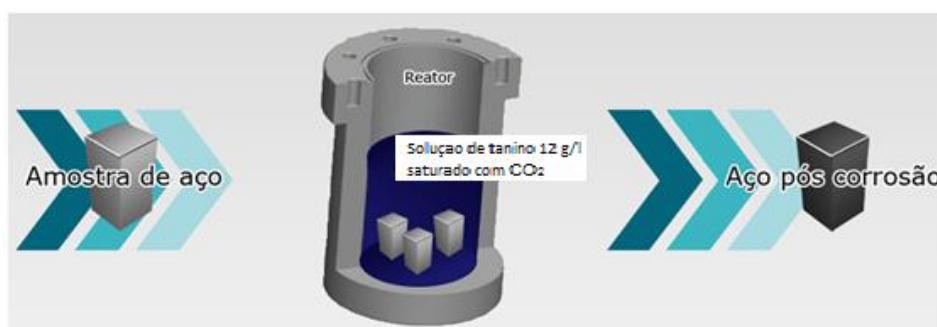 Reator
Soluçao de tanino 12 g/l
saturado com CO₂
Amostra de aço
Aço pós corrosão